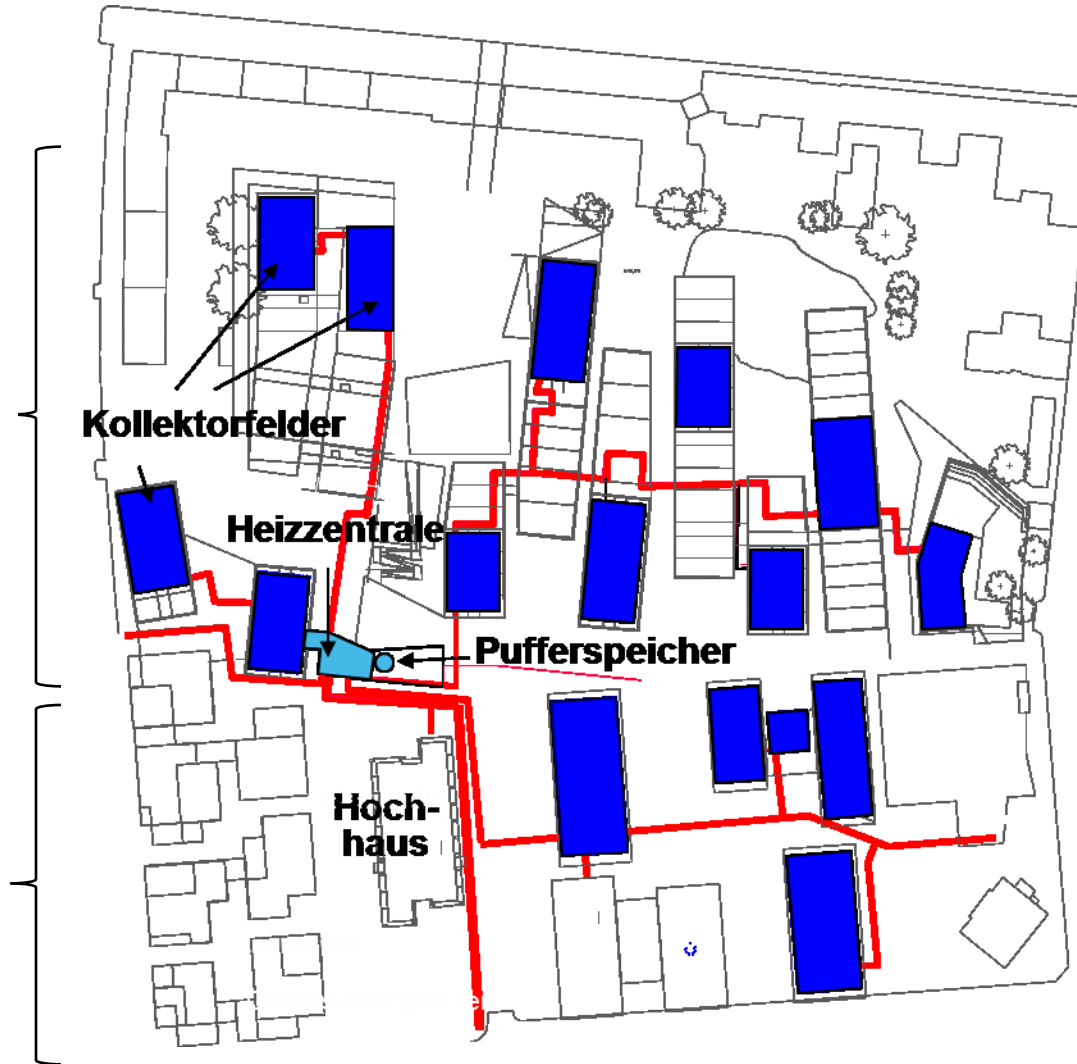 Kollektorfelder
Heizzentrale
Pufferspeicher
Hoch-
haus